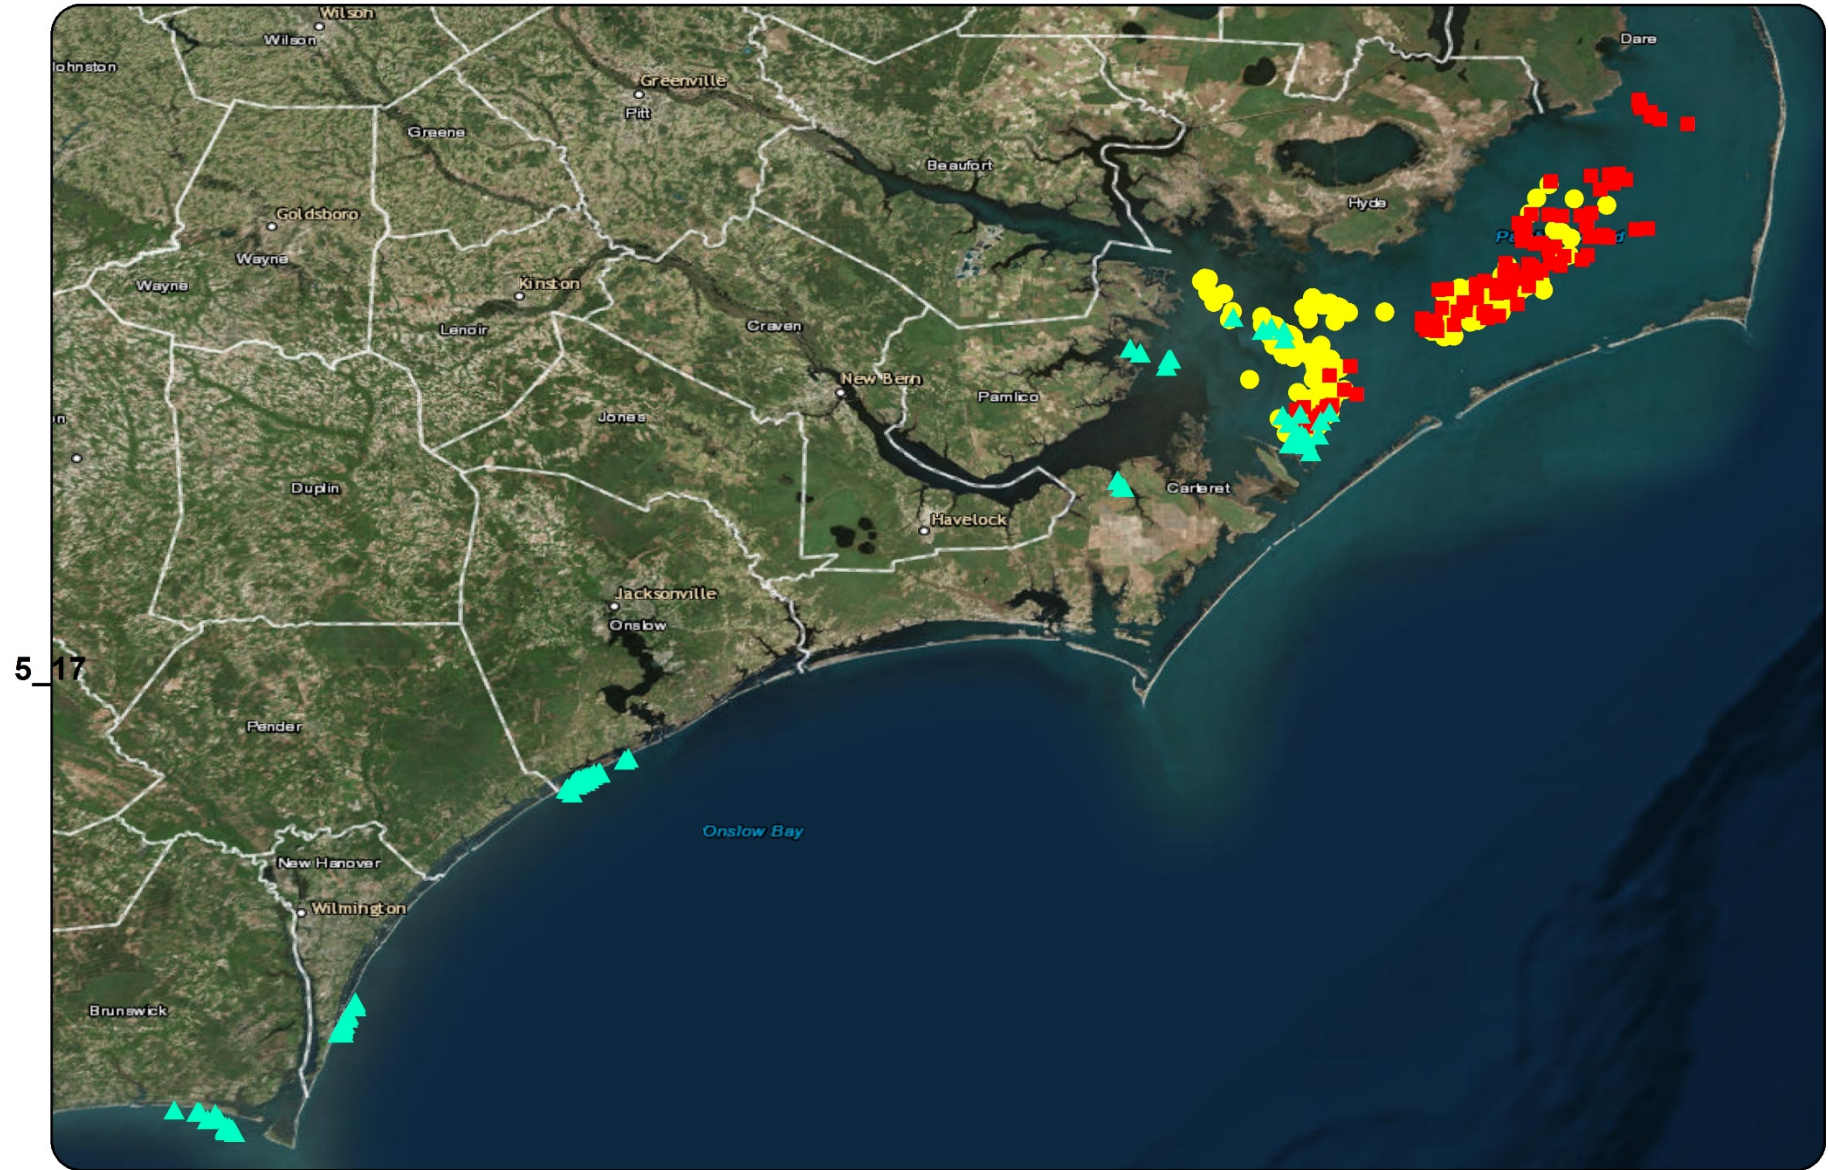 Wilson
Wilson
Dare
Greenville
Pitt
Greene
Beaufort
Hyde
Goldsboro
Wayne
Wayne
Kinston
Lenoir
Craven
New Bern
Pamlico
Jones
Duplin
Carteret
Havelock
Jacksonville
Onslow
5_17
Pender
Onslow Bay
New Hanover
Wilmington
Brunswick